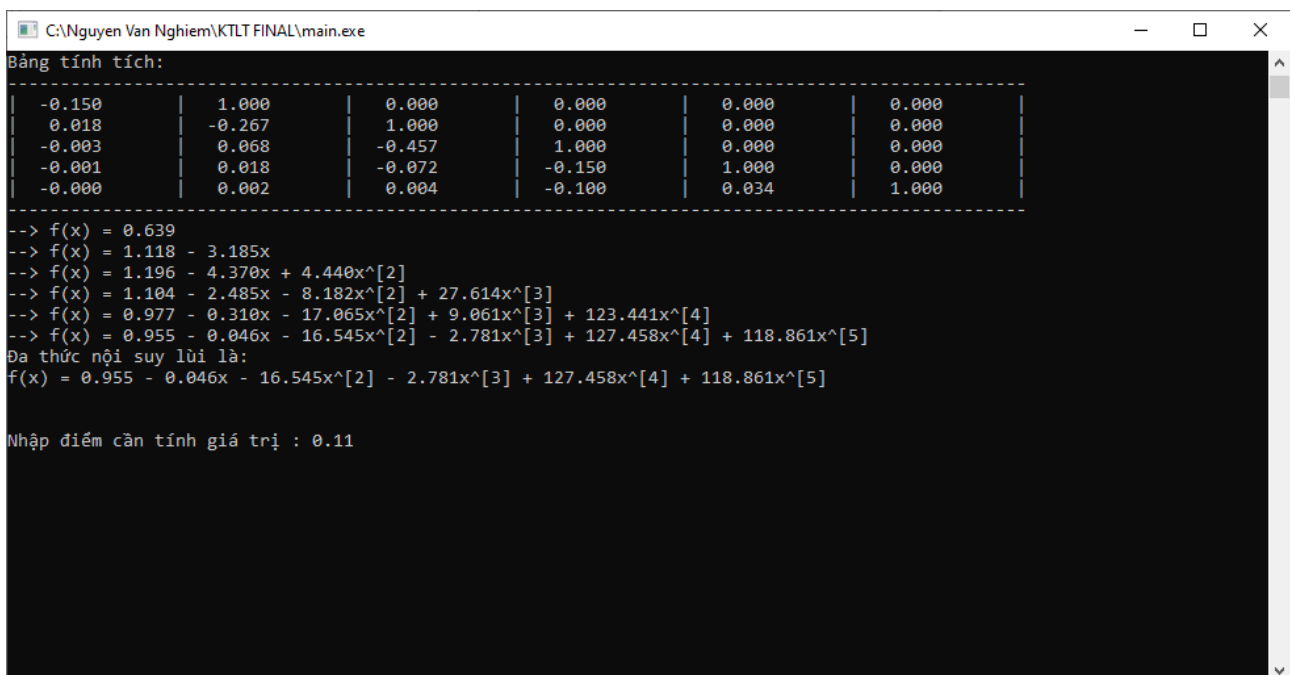 C:\Nguyen Van Nghiem\KTLT FINAL\main.exe
Bảng tính tích:
--------------------------------------------------------------------------------------------------
| -0.150 | 1.000 | 0.000 | 0.000 | 0.000 | 0.000 |
| 0.018 | -0.267 | 1.000 | 0.000 | 0.000 | 0.000 |
| -0.003 | 0.068 | -0.457 | 1.000 | 0.000 | 0.000 |
| -0.001 | 0.018 | -0.072 | -0.150 | 1.000 | 0.000 |
| -0.000 | 0.002 | 0.004 | -0.100 | 0.034 | 1.000 |
--------------------------------------------------------------------------------------------------
--> f(x) = 0.639
--> f(x) = 1.118 - 3.185x
--> f(x) = 1.196 - 4.370x + 4.440x^[2]
--> f(x) = 1.104 - 2.485x - 8.182x^[2] + 27.614x^[3]
--> f(x) = 0.977 - 0.310x - 17.065x^[2] + 9.061x^[3] + 123.441x^[4]
--> f(x) = 0.955 - 0.046x - 16.545x^[2] - 2.781x^[3] + 127.458x^[4] + 118.861x^[5]
Đa thức nội suy lùi là:
f(x) = 0.955 - 0.046x - 16.545x^[2] - 2.781x^[3] + 127.458x^[4] + 118.861x^[5]
Nhập điểm cần tính giá trị : 0.11